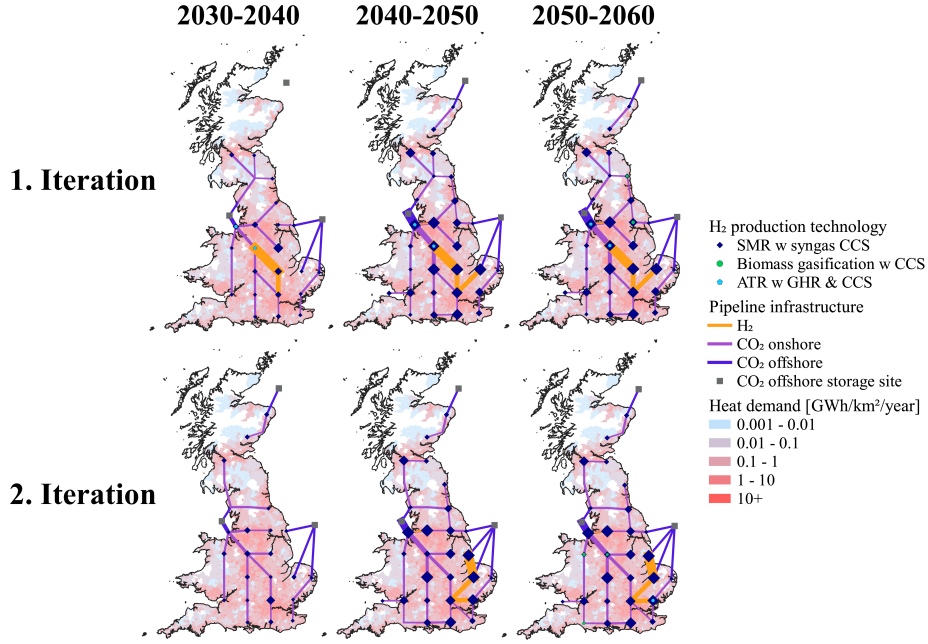 2030-2040
2040-2050
2050-2060
1. Iteration
2. Iteration
H₂ production technology
SMR w syngas CCS
Biomass gasification w CCS
ATR w GHR & CCS
Pipeline infrastructure
H₂
CO₂ onshore
CO₂ offshore
CO₂ offshore storage site
Heat demand [GWh/km²/year]
0.001 - 0.01
0.01 - 0.1
0.1 - 1
1 - 10
10+